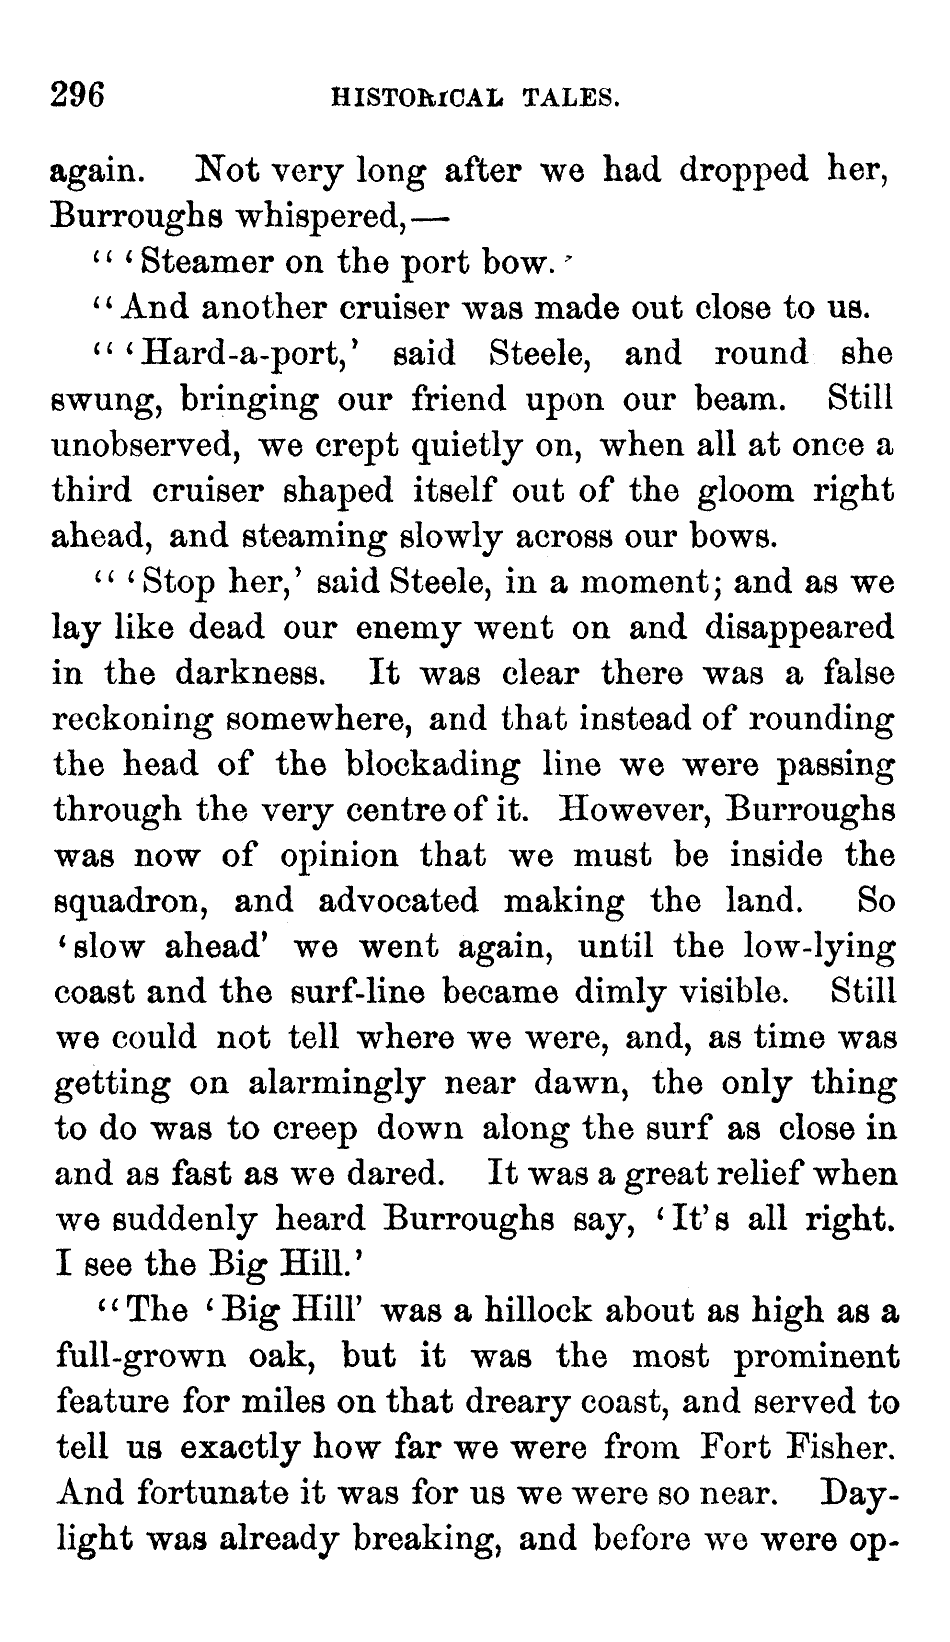 296 HISTORICAL TALES.
again. Not very long after we had dropped her,
Burroughs whispered,—
“ ‘Steamer on the port bow.’
“And another cruiser was made out close to us.
“ ‘Hard-a-port,’ said Steele, and round she
swung, bringing our friend upon our beam. Still
unobserved, we crept quietly on, when all at once a
third cruiser shaped itself out of the gloom right
ahead, and steaming slowly across our bows.
“ ‘Stop her,’ said Steele, in a moment; and as we
lay like dead our enemy went on and disappeared
in the darkness. It was clear there was a false
reckoning somewhere, and that instead of rounding
the head of the blockading line we were passing
through the very centre of it. However, Burroughs
was now of opinion that we must be inside the
squadron, and advocated making the land. So
‘slow ahead’ we went again, until the low-lying
coast and the surf-line became dimly visible. Still
we could not tell where we were, and, as time was
getting on alarmingly near dawn, the only thing
to do was to creep down along the surf as close in
and as fast as we dared. It was a great relief when
we suddenly heard Burroughs say, ‘It’s all right.
I see the Big Hill.’
“The ‘Big Hill’ was a hillock about as high as a
full-grown oak, but it was the most prominent
feature for miles on that dreary coast, and served to
tell us exactly how far we were from Fort Fisher.
And fortunate it was for us we were so near. Day-
light was already breaking, and before we were op-